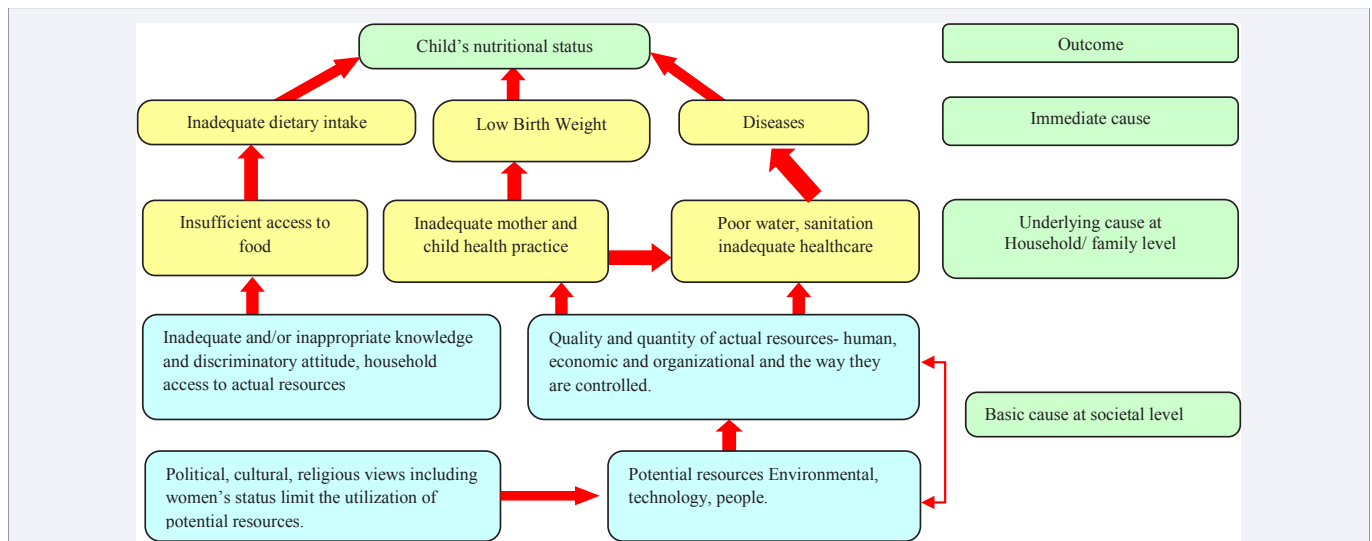 Child’s nutritional status
Outcome
Inadequate dietary intake
Low Birth Weight
Diseases
Immediate cause
Insufficient access to
food
Inadequate mother and
child health practice
Poor water, sanitation
inadequate healthcare
Underlying cause at
Household/ family level
Inadequate and/or inappropriate knowledge
and discriminatory attitude, household
access to actual resources
Quality and quantity of actual resources- human,
economic and organizational and the way they
are controlled.
Basic cause at societal level
Political, cultural, religious views including
women’s status limit the utilization of
potential resources.
Potential resources Environmental,
technology, people.